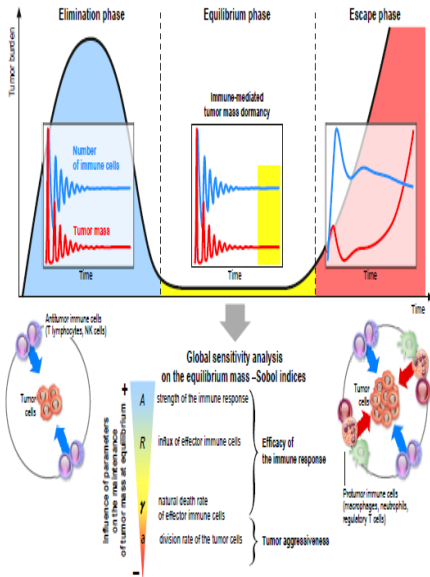 Elimination phase
Equilibrium phase
Escape phase
Tumor burden
Immune-mediated
tumor mass dormancy
Number
of immune cells
Tumor mass
Time
Time
Time
Time
Antitumor immune cells
(T lymphocytes, NK cells)
Tumor
cells
Global sensitivity analysis
on the equilibrium mass –Sobol indices
Influence of parameters
on the maintenance
of tumor mass at equilibrium
+
A strength of the immune response
R influx of effector immune cells
Efficacy of
the immune response
γ natural death rate
of effector immune cells
a division rate of the tumor cells
Tumor aggressiveness
–
Tumor
cells
Protumor immune cells
(macrophages, neutrophils,
regulatory T cells)